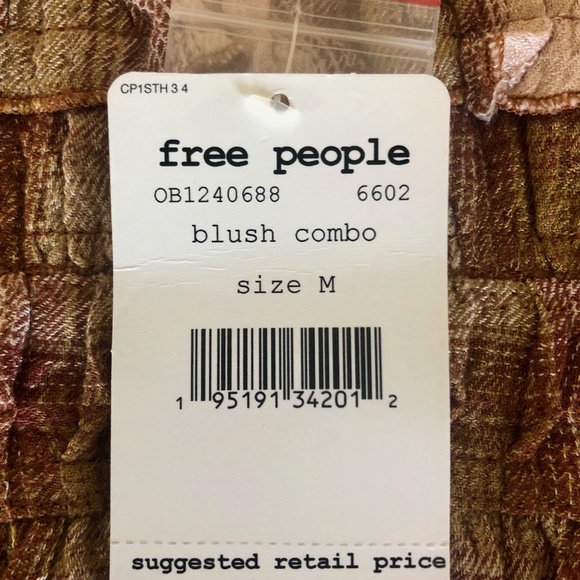 CP1STH 3 4
free people
OB1240688 6602
blush combo
size M
1 95191 34201 2
suggested retail price